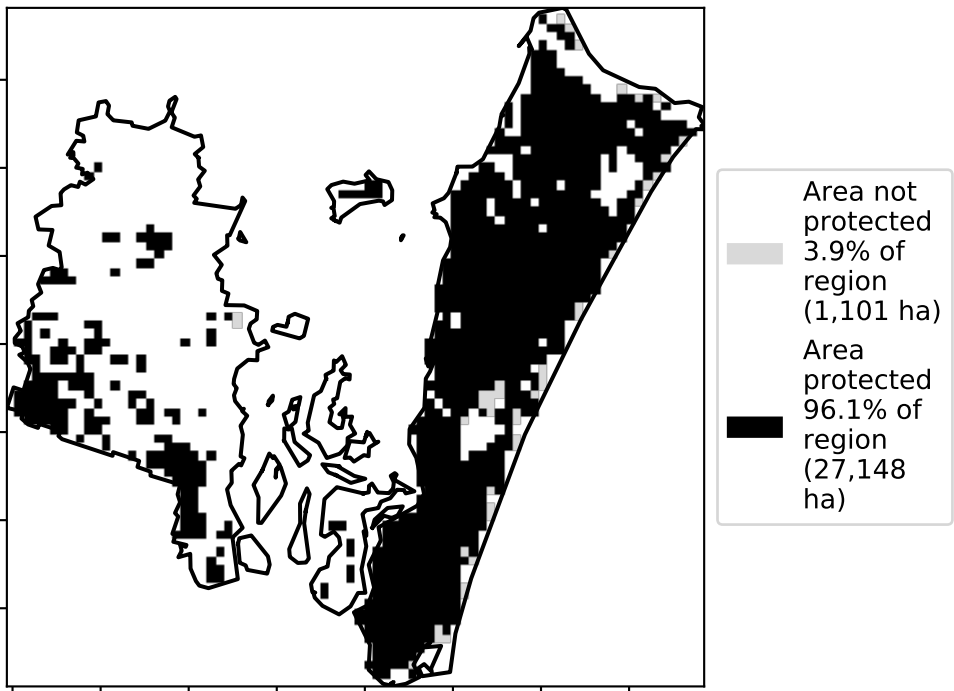 Area not
protected
3.9% of
region
(1,101 ha)
Area
protected
96.1% of
region
(27,148
ha)